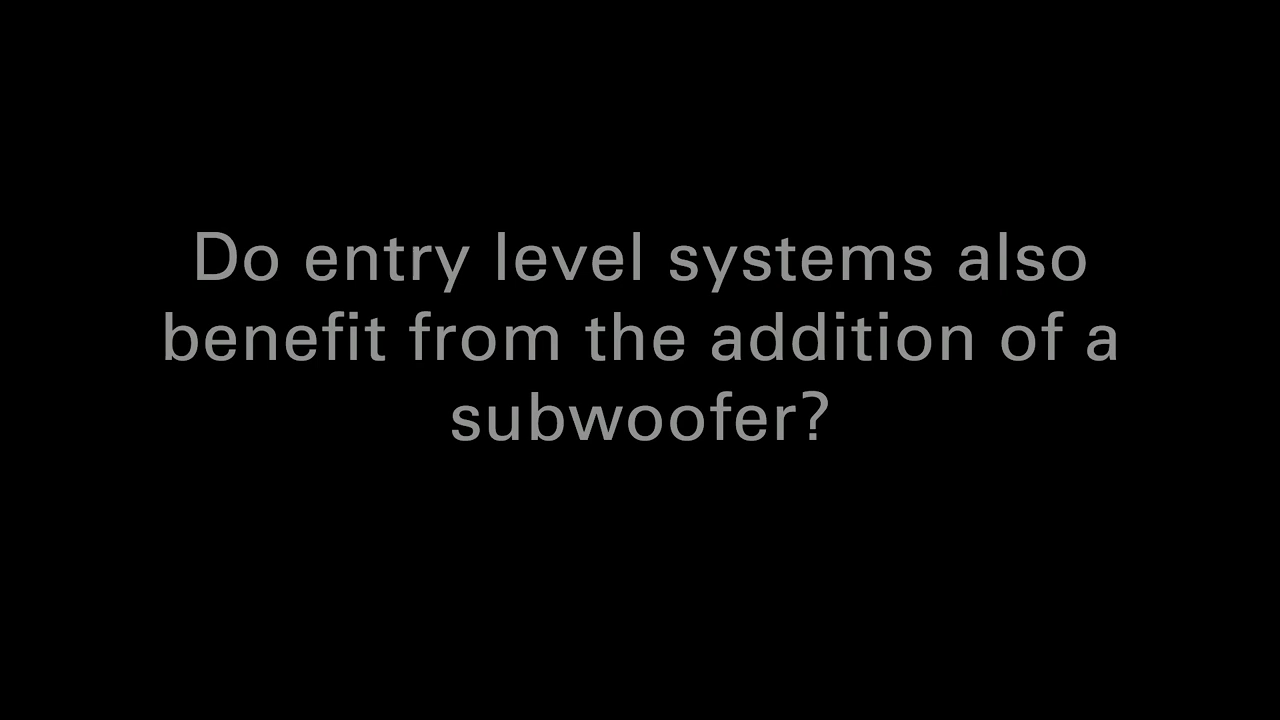 Do entry level systems also
benefit from the addition of a
subwoofer?